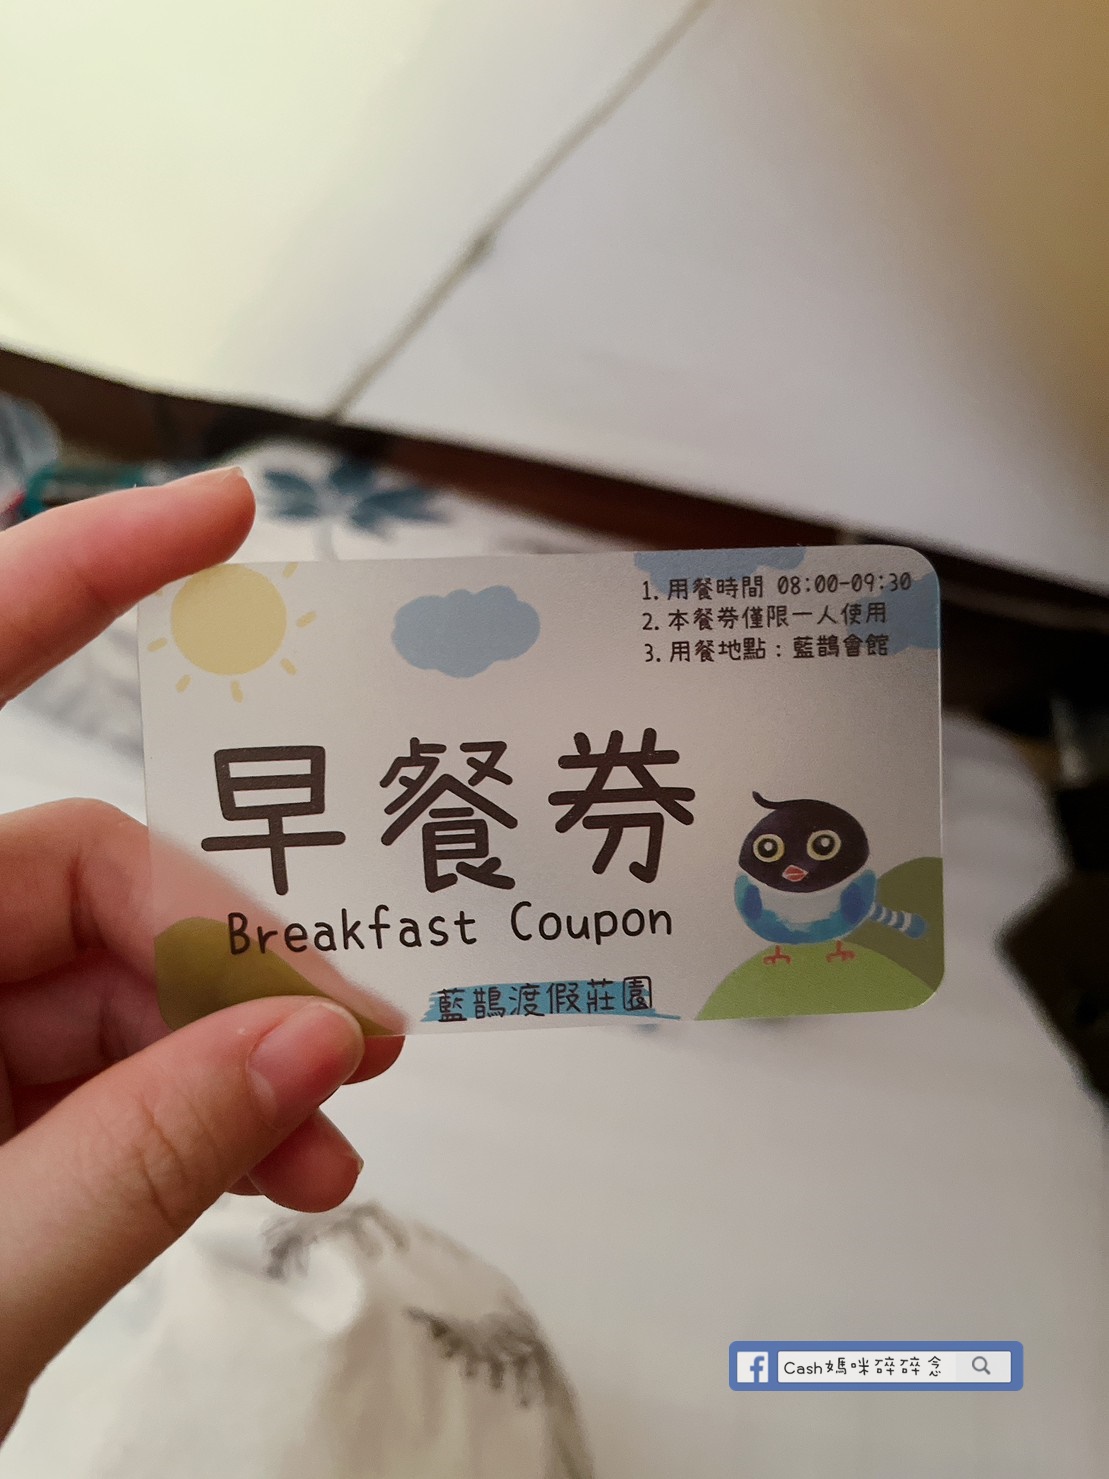 1. 用餐時間 08:00-09:30
2. 本餐券僅限一人使用
3. 用餐地點：藍鵲會館
早餐券
Breakfast Coupon
藍鵲渡假莊園
Cash媽咪碎碎念